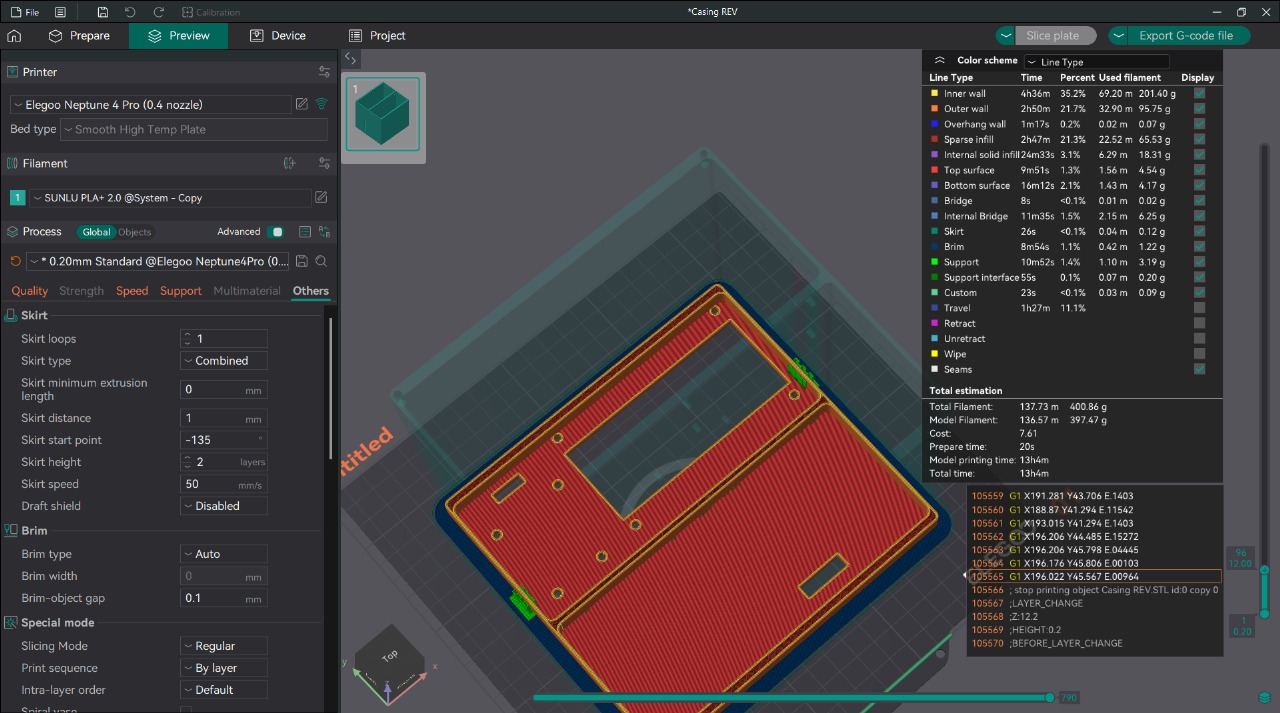 File
Calibration
*Casing REV
Prepare
Preview
Device
Project
Slice plate
Export G-code file
Printer
Elegoo Neptune 4 Pro (0.4 nozzle)
Bed type
Smooth High Temp Plate
Filament
1
SUNLU PLA+ 2.0 @System - Copy
Process
Global
Objects
Advanced
* 0.20mm Standard @Elegoo Neptune4Pro (0....
Quality
Strength
Speed
Support
Multimaterial
Others
Skirt
Skirt loops 1
Skirt type Combined
Skirt minimum extrusion
length 0 mm
Skirt distance 1 mm
Skirt start point -135 °
Skirt height 2 layers
Skirt speed 50 mm/s
Draft shield Disabled
Brim
Brim type Auto
Brim width 0 mm
Brim-object gap 0.1 mm
Special mode
Slicing Mode Regular
Print sequence By layer
Intra-layer order Default
Spiral vase
1
ntitled
Top
y
z
x
Color scheme Line Type
Line Type Time Percent Used filament Display
Inner wall 4h36m 35.2% 69.20 m 201.40 g
Outer wall 2h50m 21.7% 32.90 m 95.75 g
Overhang wall 1m17s 0.2% 0.02 m 0.07 g
Sparse infill 2h47m 21.3% 22.52 m 65.53 g
Internal solid infill 24m33s 3.1% 6.29 m 18.31 g
Top surface 9m51s 1.3% 1.56 m 4.54 g
Bottom surface 16m12s 2.1% 1.43 m 4.17 g
Bridge 8s <0.1% 0.01 m 0.02 g
Internal Bridge 11m35s 1.5% 2.15 m 6.25 g
Skirt 26s <0.1% 0.04 m 0.12 g
Brim 8m54s 1.1% 0.42 m 1.22 g
Support 10m52s 1.4% 1.10 m 3.19 g
Support interface 55s 0.1% 0.07 m 0.20 g
Custom 23s <0.1% 0.03 m 0.09 g
Travel 1h27m 11.1%
Retract
Unretract
Wipe
Seams
Total estimation
Total Filament: 137.73 m 400.86 g
Model Filament: 136.57 m 397.47 g
Cost: 7.61
Prepare time: 20s
Model printing time: 13h4m
Total time: 13h4m
105559 G1 X191.281 Y43.706 E.1403
105560 G1 X188.87 Y41.294 E.11542
105561 G1 X193.015 Y41.294 E.1403
105562 G1 X196.206 Y44.485 E.15272
105563 G1 X196.206 Y45.798 E.04445
105564 G1 X196.176 Y45.806 E.00103
105565 G1 X196.022 Y45.567 E.00964
105566 ; stop printing object Casing REV.STL id:0 copy 0
105567 ;LAYER_CHANGE
105568 ;Z:12.2
105569 ;HEIGHT:0.2
105570 ;BEFORE_LAYER_CHANGE
96
12.00
1
0.20
790